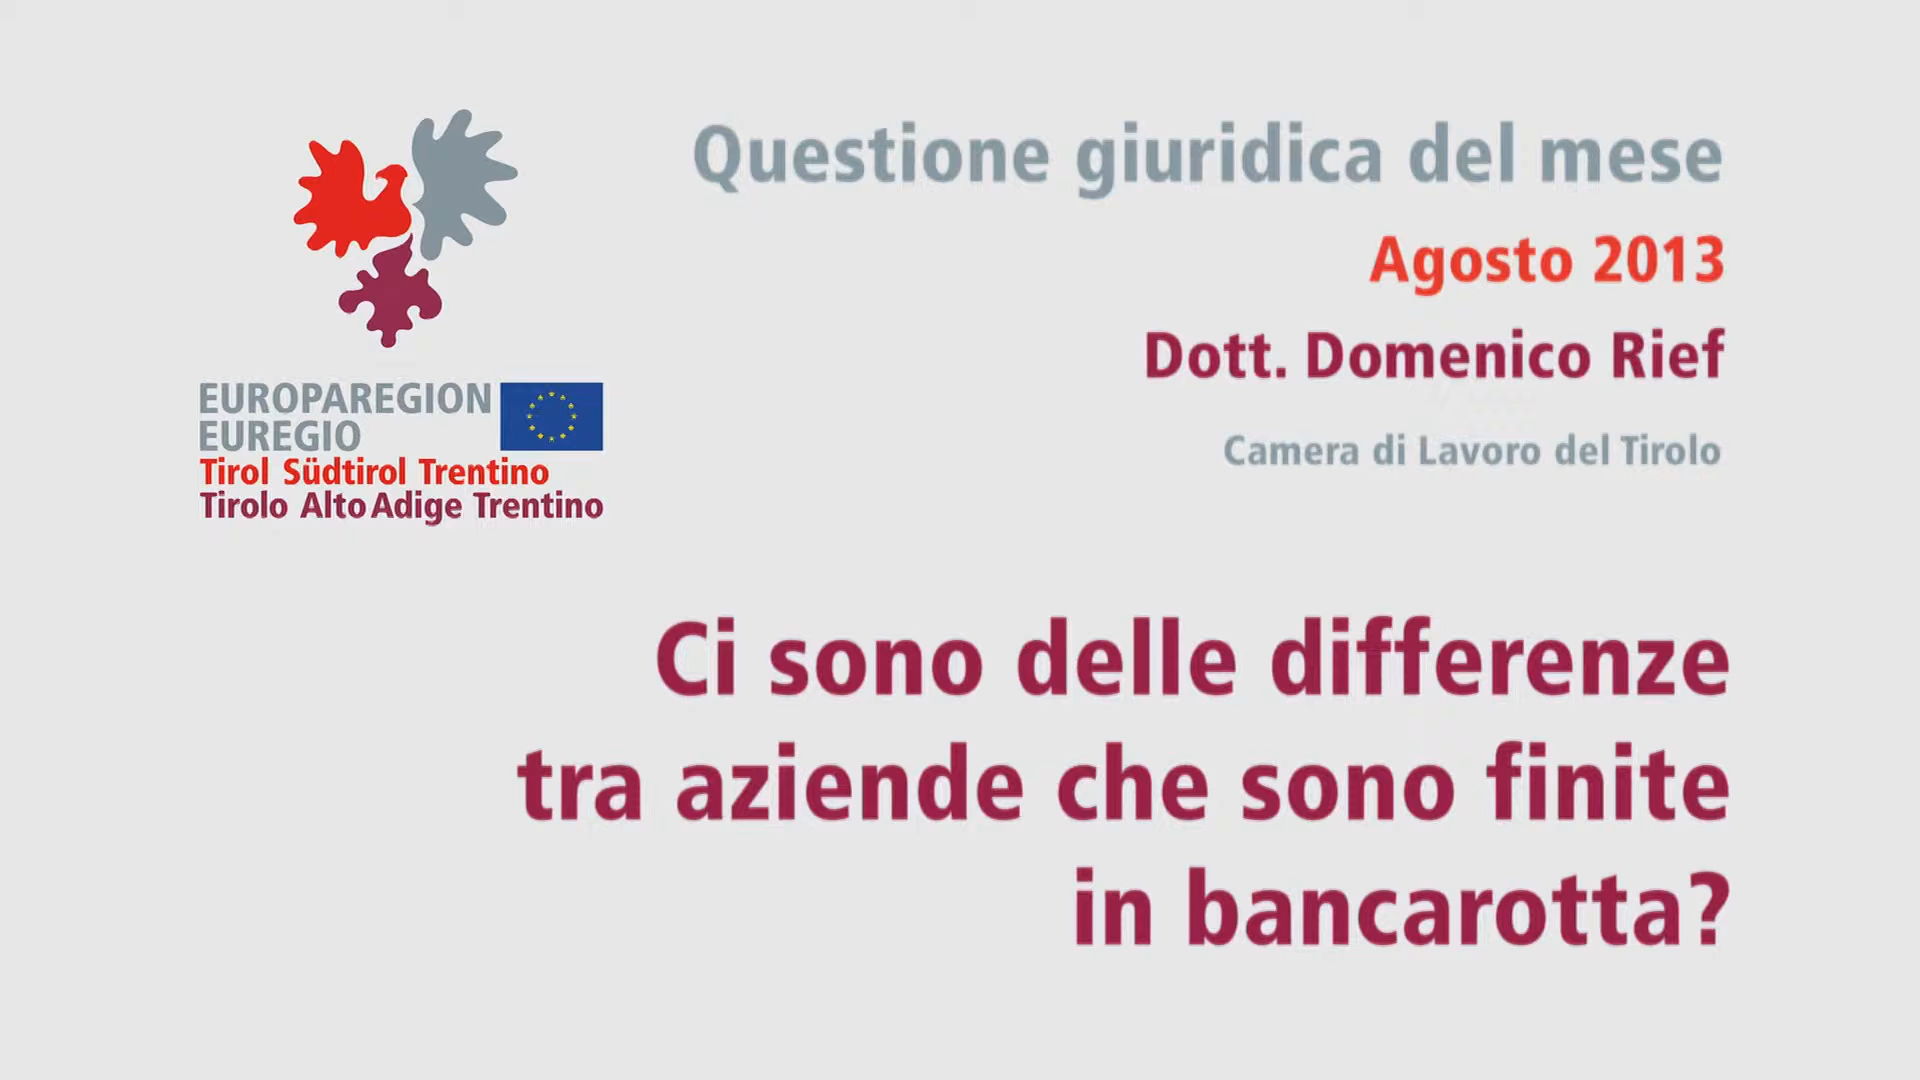 Questione giuridica del mese
Agosto 2013
Dott. Domenico Rief
Camera di Lavoro del Tirolo
EUROPAREGION
EUREGIO
Tirol Südtirol Trentino
Tirolo Alto Adige Trentino
Ci sono delle differenze
tra aziende che sono finite
in bancarotta?